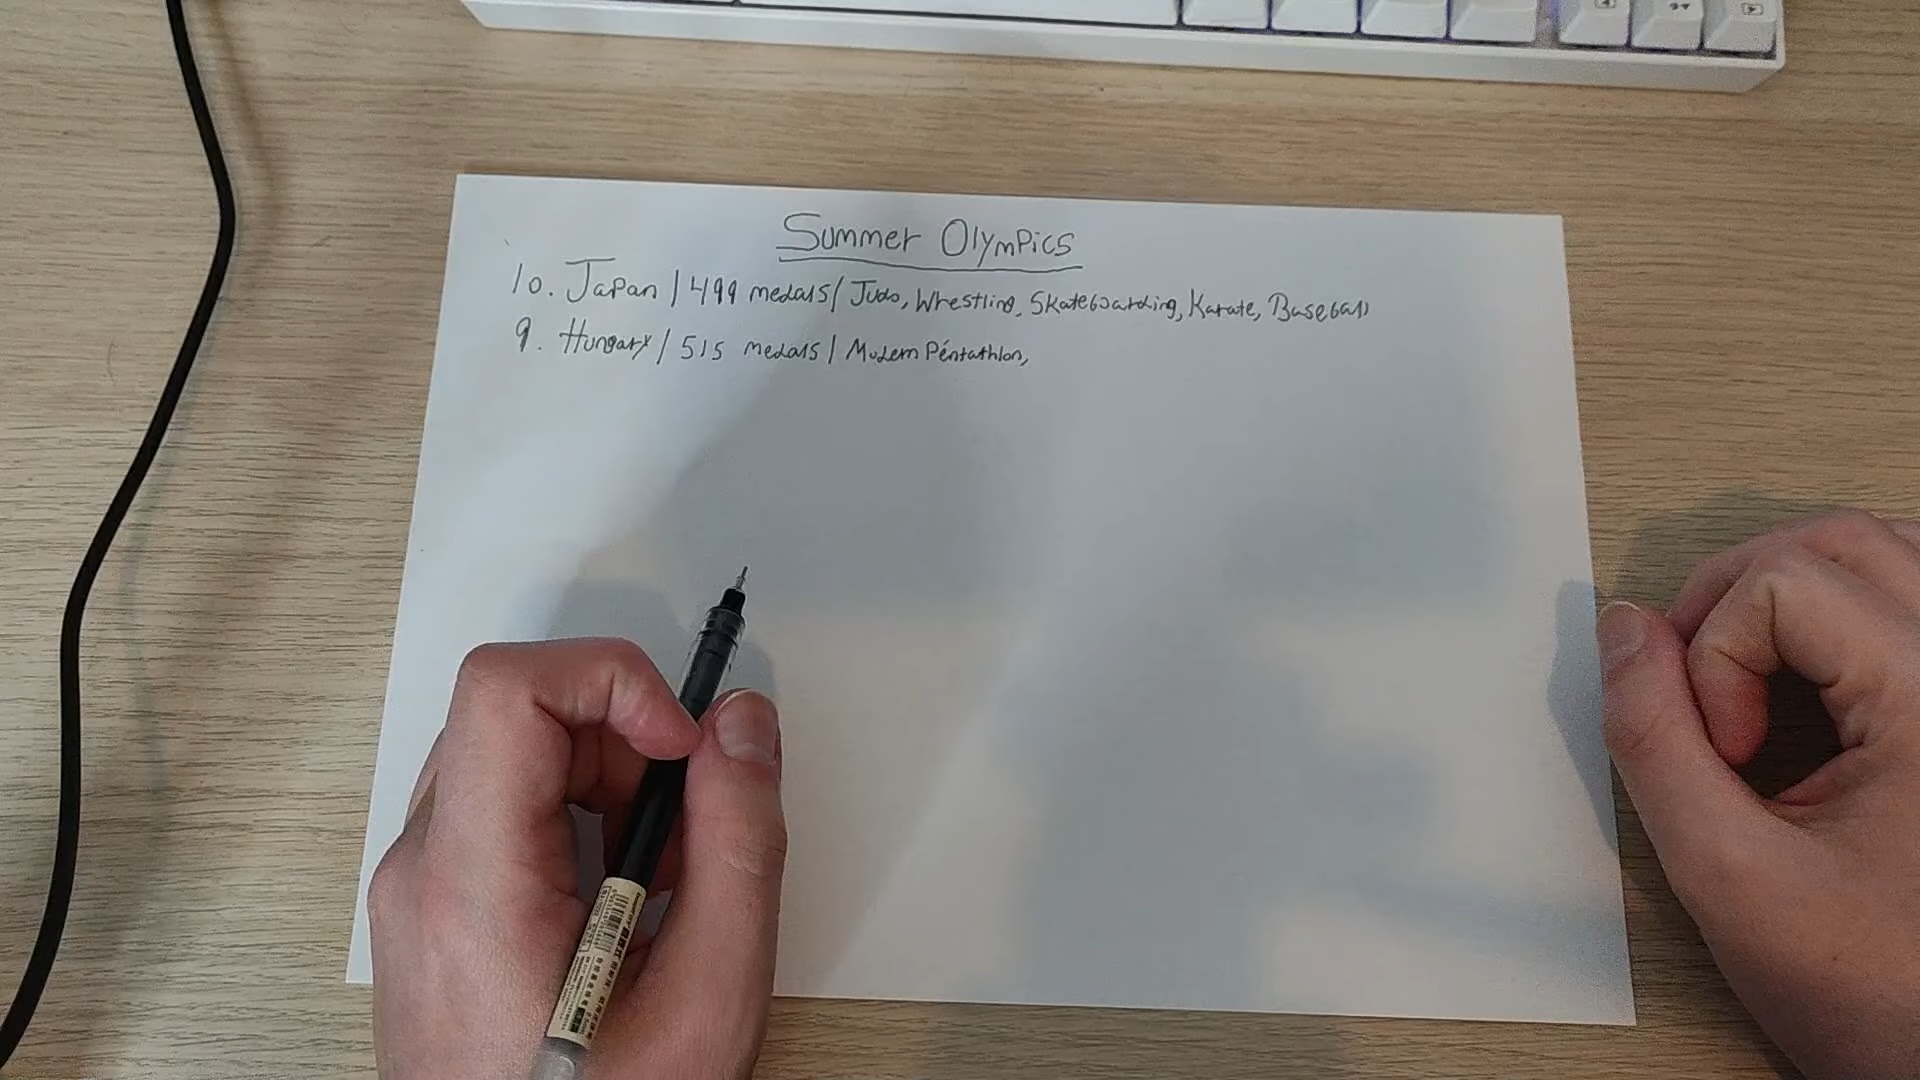 Summer Olympics
10. Japan / 499 medals / Judo, Wrestling, Skateboarding, Karate, Baseball
9. Hungary / 515 medals / Modern Pentathlon,